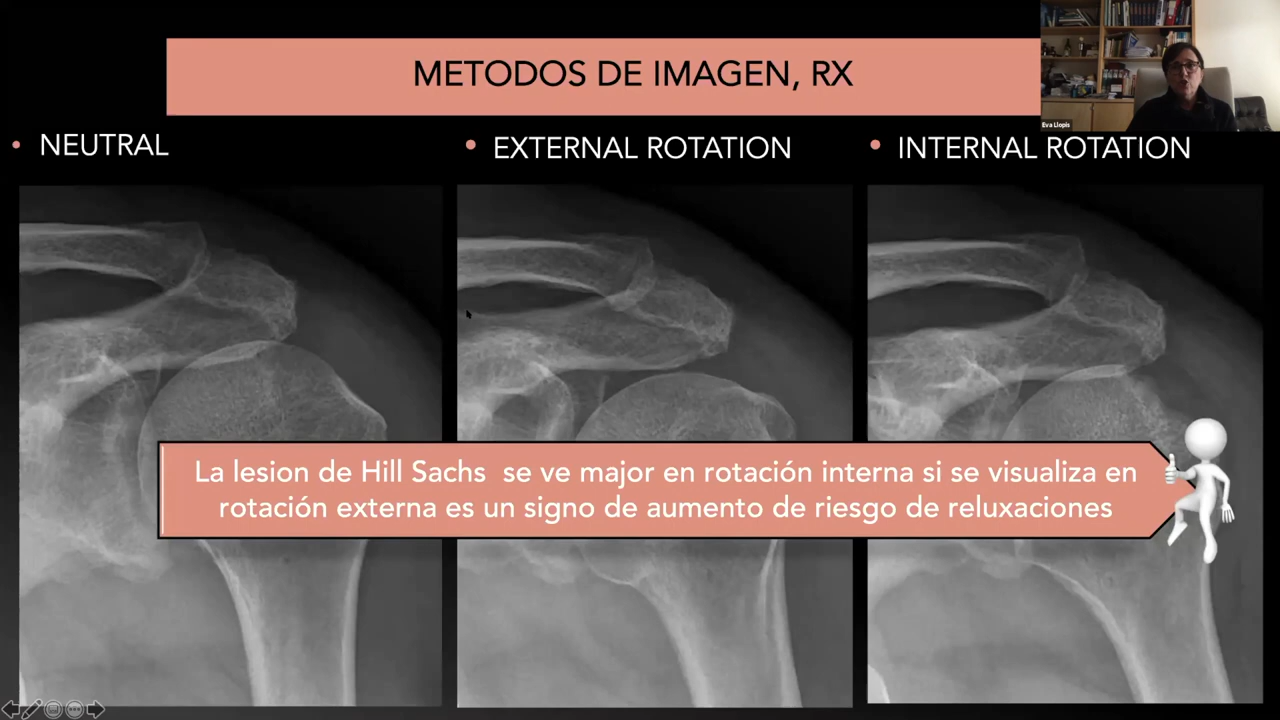 METODOS DE IMAGEN, RX
Eva Llopis
• NEUTRAL
• EXTERNAL ROTATION
• INTERNAL ROTATION
La lesion de Hill Sachs se ve major en rotación interna si se visualiza en
rotación externa es un signo de aumento de riesgo de reluxaciones